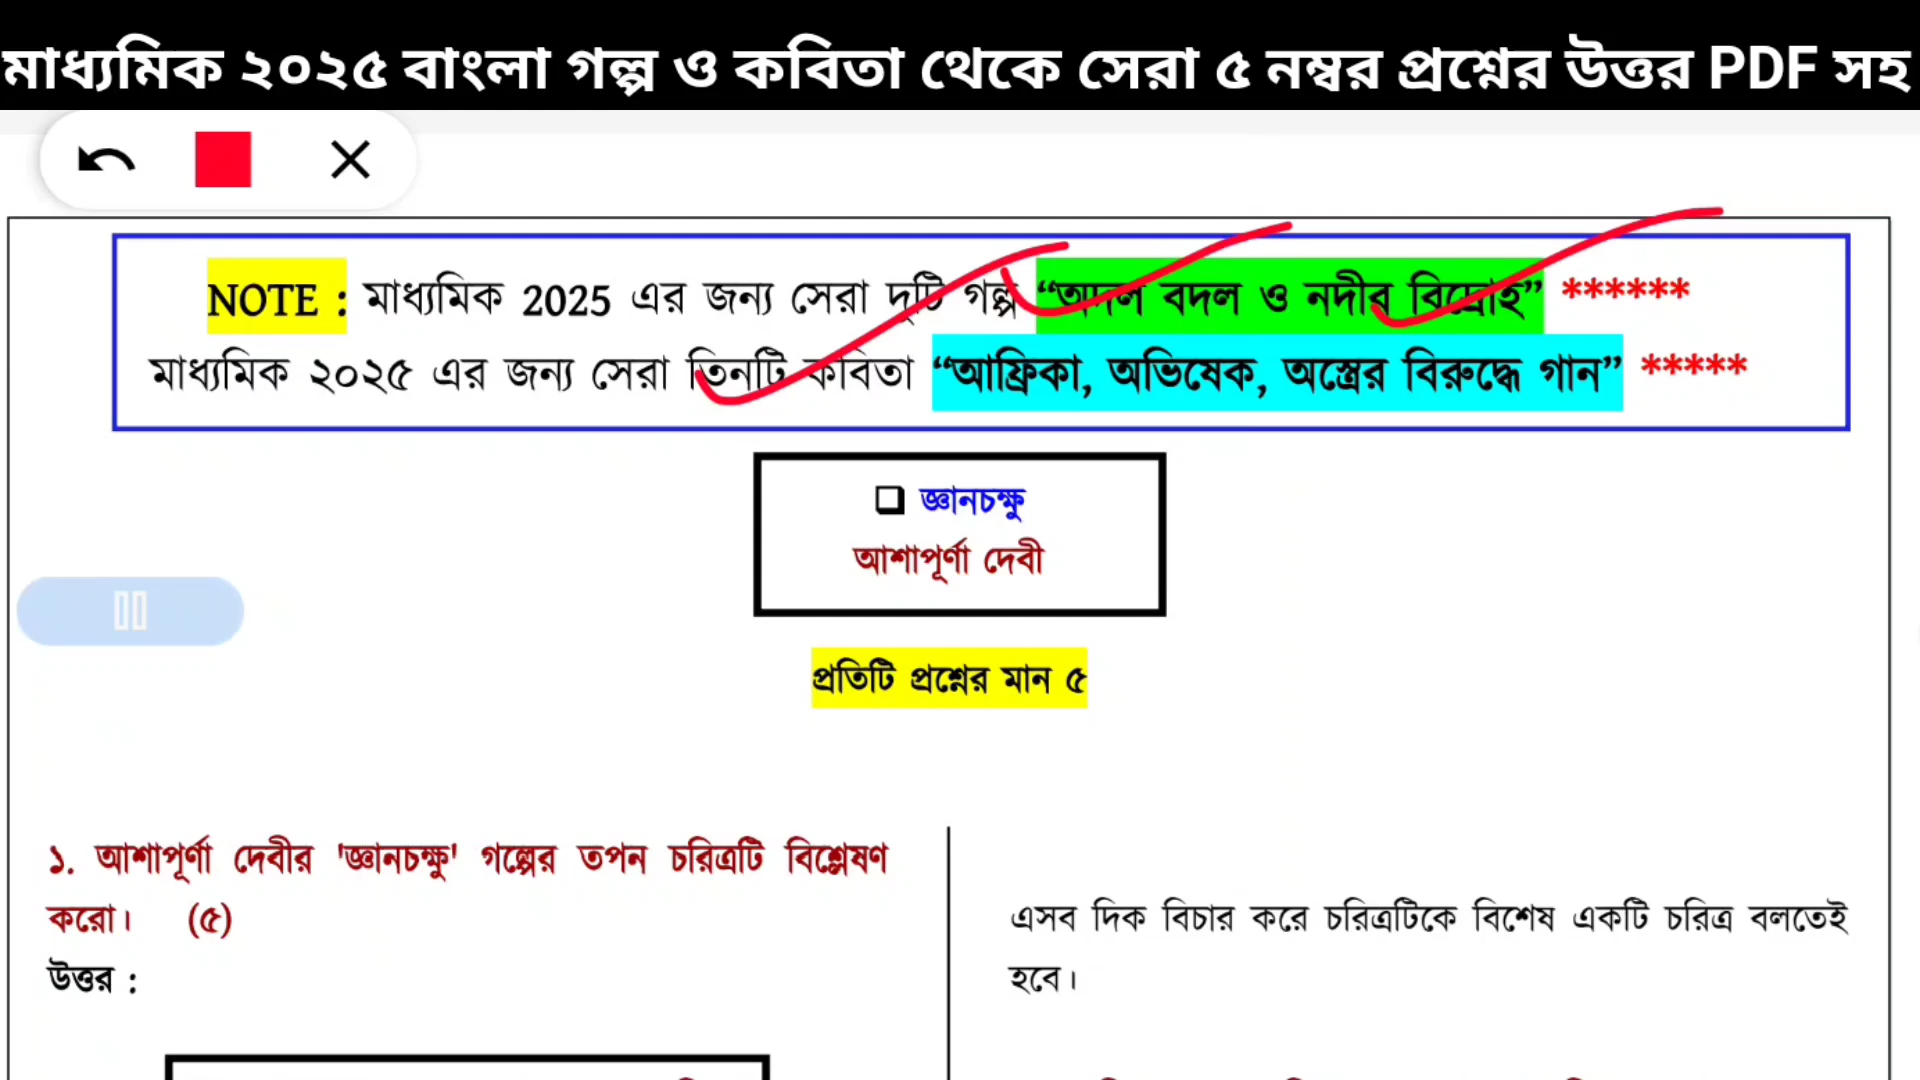 মাধ্যমিক ২০২৫ বাংলা গল্প ও কবিতা থেকে সেরা ৫ নম্বর প্রশ্নের উত্তর PDF সহ
NOTE : মাধ্যমিক 2025 এর জন্য সেরা দুটি গল্প “অদল বদল ও নদীর বিদ্রোহ” ******
মাধ্যমিক ২০২৫ এর জন্য সেরা তিনটি কবিতা “আফ্রিকা, অভিষেক, অস্ত্রের বিরুদ্ধে গান” *****
❑ জ্ঞানচক্ষু
আশাপূর্ণা দেবী
প্রতিটি প্রশ্নের মান ৫
১. আশাপূর্ণা দেবীর 'জ্ঞানচক্ষু' গল্পের তপন চরিত্রটি বিশ্লেষণ
করো। (৫)
উত্তর :
এসব দিক বিচার করে চরিত্রটিকে বিশেষ একটি চরিত্র বলতেই
হবে।